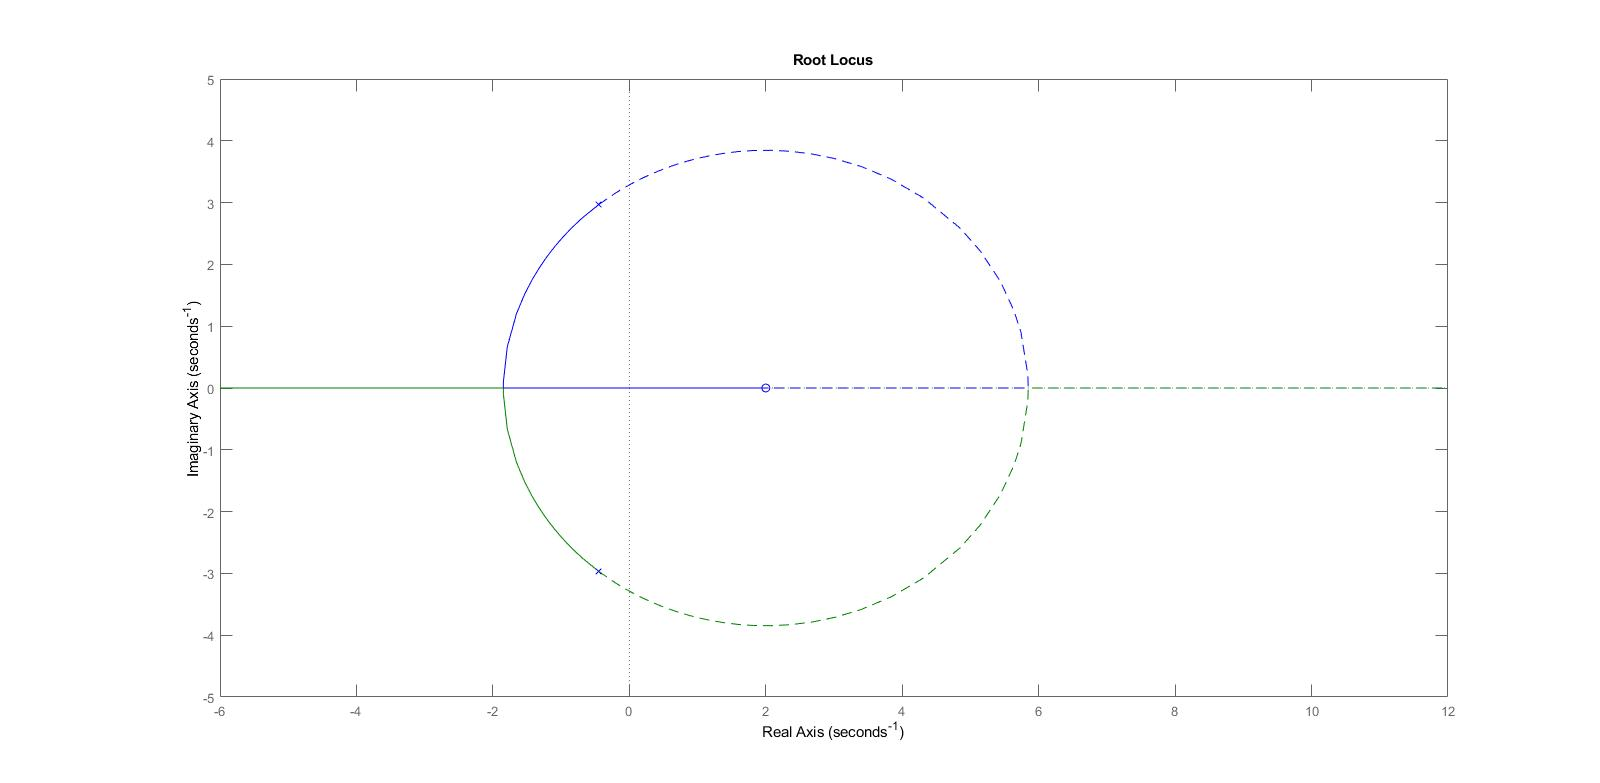 Root Locus
5
4
3
2
1
0
-1
-2
-3
-4
-5
Imaginary Axis (seconds⁻¹)
-6 -4 -2 0 2 4 6 8 10 12
Real Axis (seconds⁻¹)